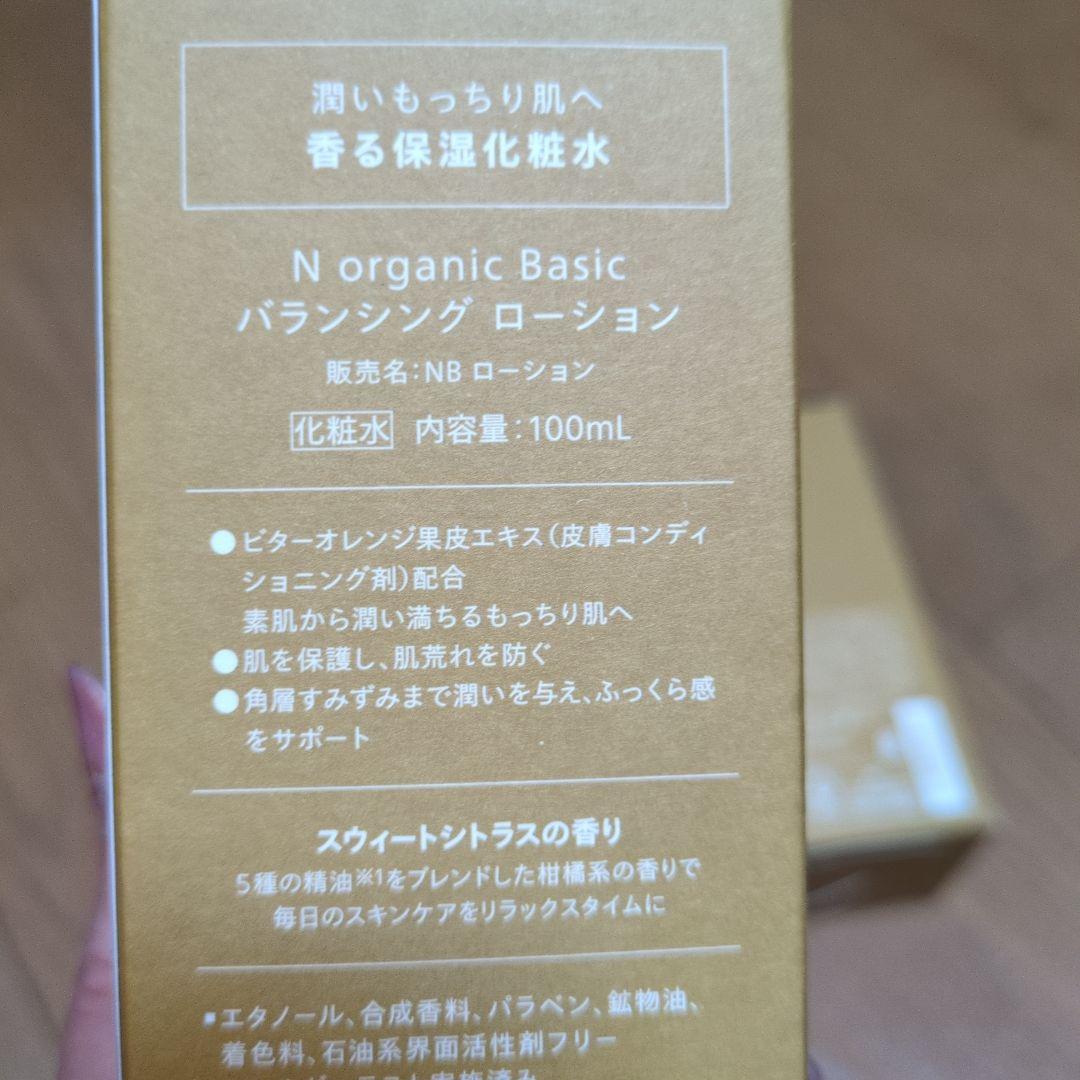 潤いもっちり肌へ
香る保湿化粧水
N organic Basic
バランシング ローション
販売名:NB ローション
化粧水 内容量:100mL
●ビターオレンジ果皮エキス(皮膚コンディ
ショニング剤)配合
素肌から潤い満ちるもっちり肌へ
●肌を保護し、肌荒れを防ぐ
●角層すみずみまで潤いを与え、ふっくら感
をサポート
スウィートシトラスの香り
5種の精油※1をブレンドした柑橘系の香りで
毎日のスキンケアをリラックスタイムに
▪エタノール、合成香料、パラベン、鉱物油、
着色料、石油系界面活性剤フリー